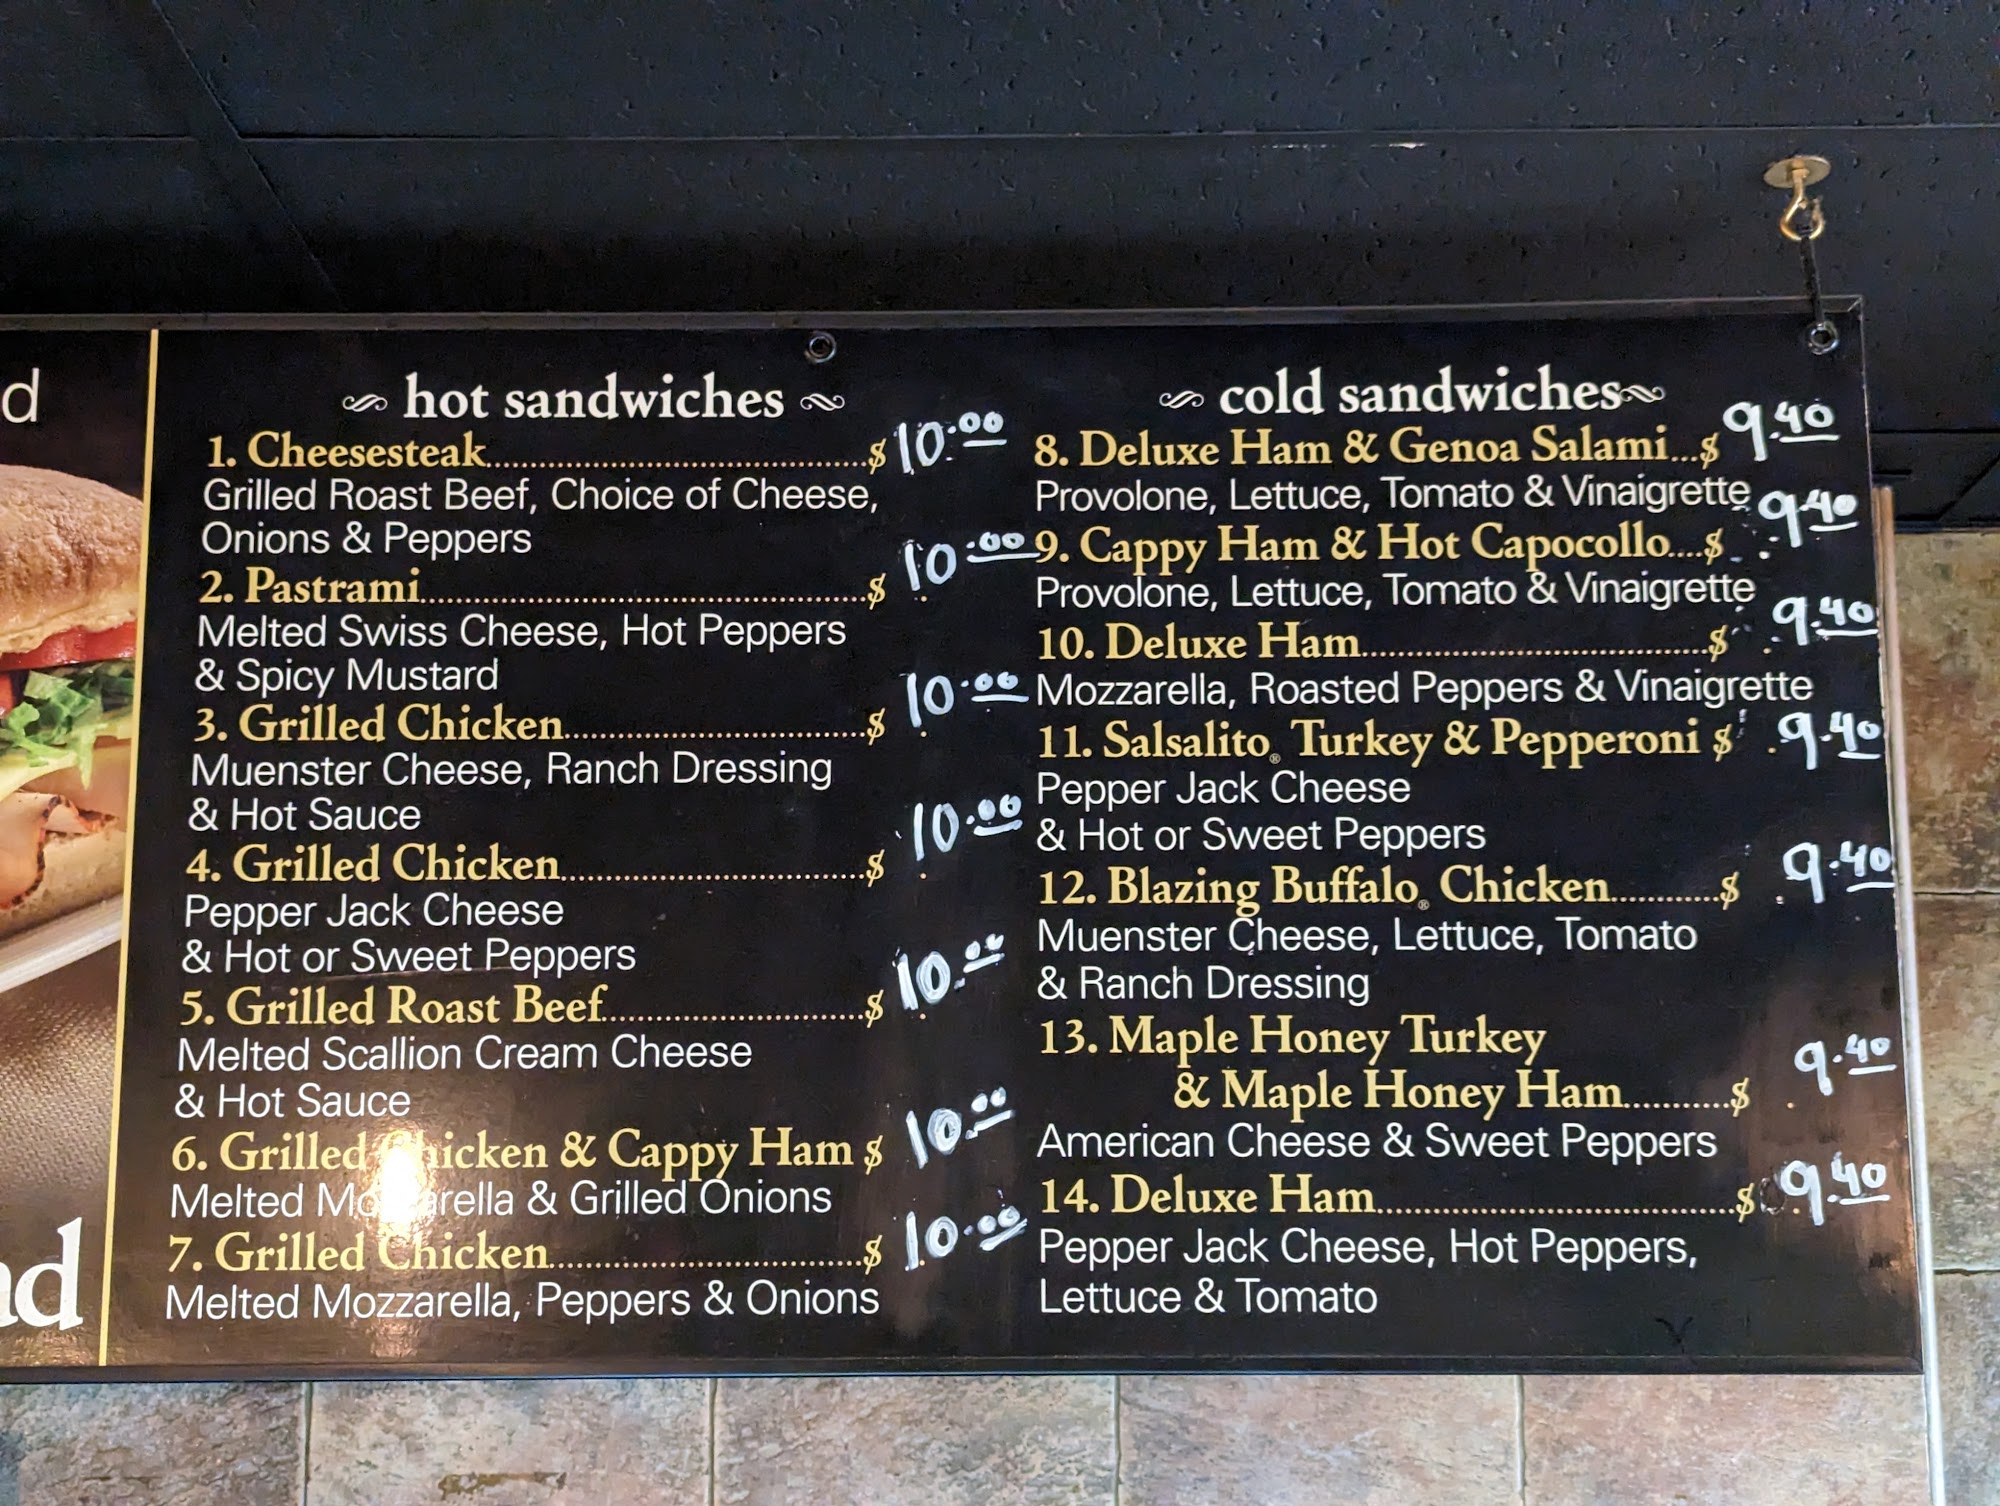 d
nd
hot sandwiches
1. Cheesesteak $ 10.00
Grilled Roast Beef, Choice of Cheese,
Onions & Peppers
2. Pastrami $ 10.00
Melted Swiss Cheese, Hot Peppers
& Spicy Mustard
3. Grilled Chicken $ 10.00
Muenster Cheese, Ranch Dressing
& Hot Sauce
4. Grilled Chicken $ 10.00
Pepper Jack Cheese
& Hot or Sweet Peppers
5. Grilled Roast Beef $ 10.00
Melted Scallion Cream Cheese
& Hot Sauce
6. Grilled Chicken & Cappy Ham $ 10.00
Melted Mozzarella & Grilled Onions
7. Grilled Chicken $ 10.00
Melted Mozzarella, Peppers & Onions
cold sandwiches
8. Deluxe Ham & Genoa Salami...$ 9.40
Provolone, Lettuce, Tomato & Vinaigrette
9. Cappy Ham & Hot Capocollo....$ 9.40
Provolone, Lettuce, Tomato & Vinaigrette
10. Deluxe Ham $ 9.40
Mozzarella, Roasted Peppers & Vinaigrette
11. Salsalito® Turkey & Pepperoni $ 9.40
Pepper Jack Cheese
& Hot or Sweet Peppers
12. Blazing Buffalo® Chicken $ 9.40
Muenster Cheese, Lettuce, Tomato
& Ranch Dressing
13. Maple Honey Turkey
& Maple Honey Ham $ 9.40
American Cheese & Sweet Peppers
14. Deluxe Ham $ 9.40
Pepper Jack Cheese, Hot Peppers,
Lettuce & Tomato